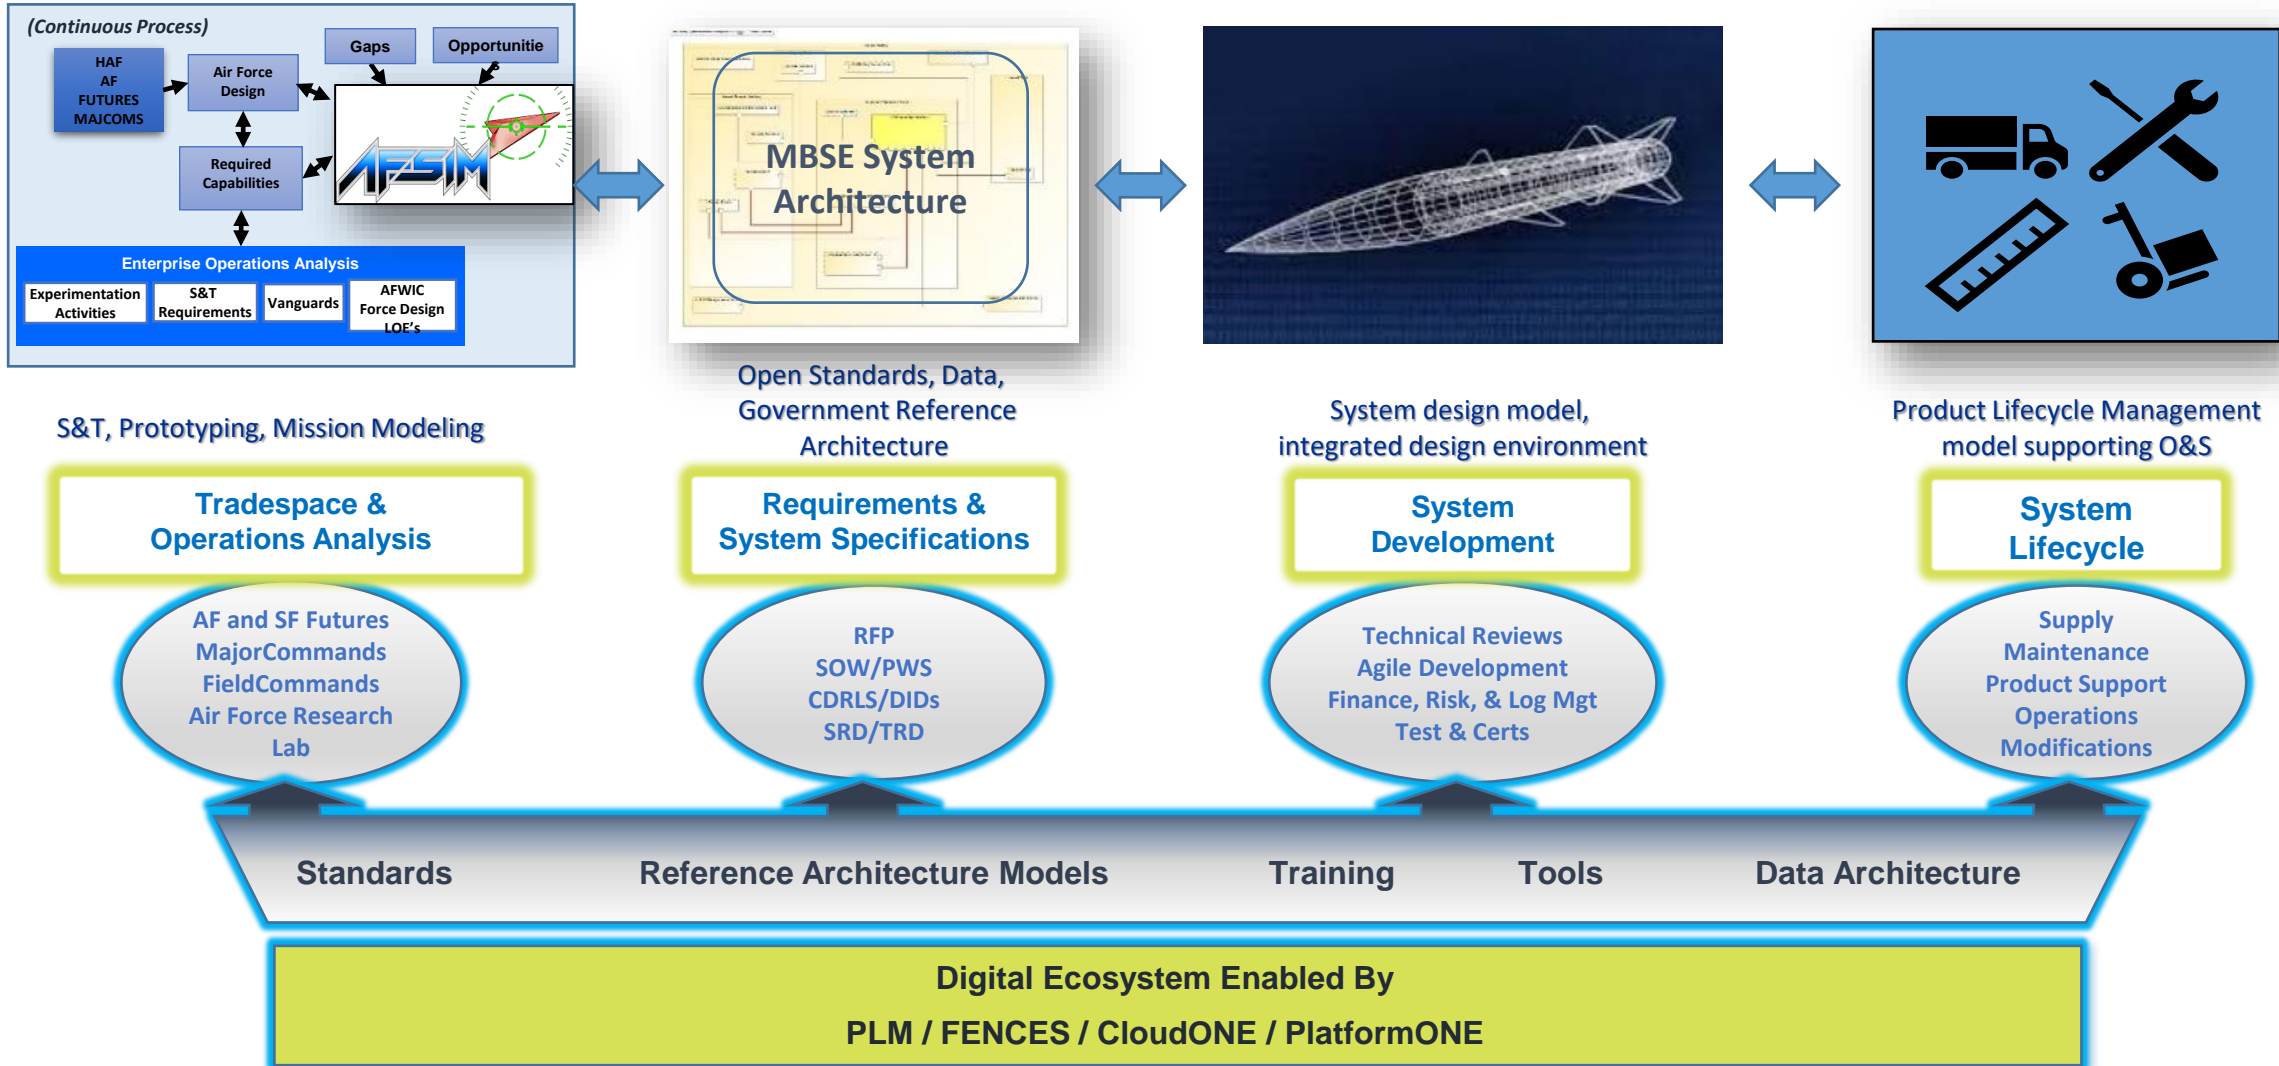 (Continuous Process)
HAF
AF
FUTURES
MAJCOMS
Air Force
Design
Gaps
Opportunitie
s
Required
Capabilities
AFSIM
Enterprise Operations Analysis
Experimentation
Activities
S&T
Requirements
Vanguards
AFWIC
Force Design
LOE's
MBSE System
Architecture
S&T, Prototyping, Mission Modeling
Open Standards, Data,
Government Reference
Architecture
System design model,
integrated design environment
Product Lifecycle Management
model supporting O&S
Tradespace &
Operations Analysis
Requirements &
System Specifications
System
Development
System
Lifecycle
AF and SF Futures
MajorCommands
FieldCommands
Air Force Research
Lab
RFP
SOW/PWS
CDRLS/DIDs
SRD/TRD
Technical Reviews
Agile Development
Finance, Risk, & Log Mgt
Test & Certs
Supply
Maintenance
Product Support
Operations
Modifications
Standards
Reference Architecture Models
Training
Tools
Data Architecture
Digital Ecosystem Enabled By
PLM / FENCES / CloudONE / PlatformONE